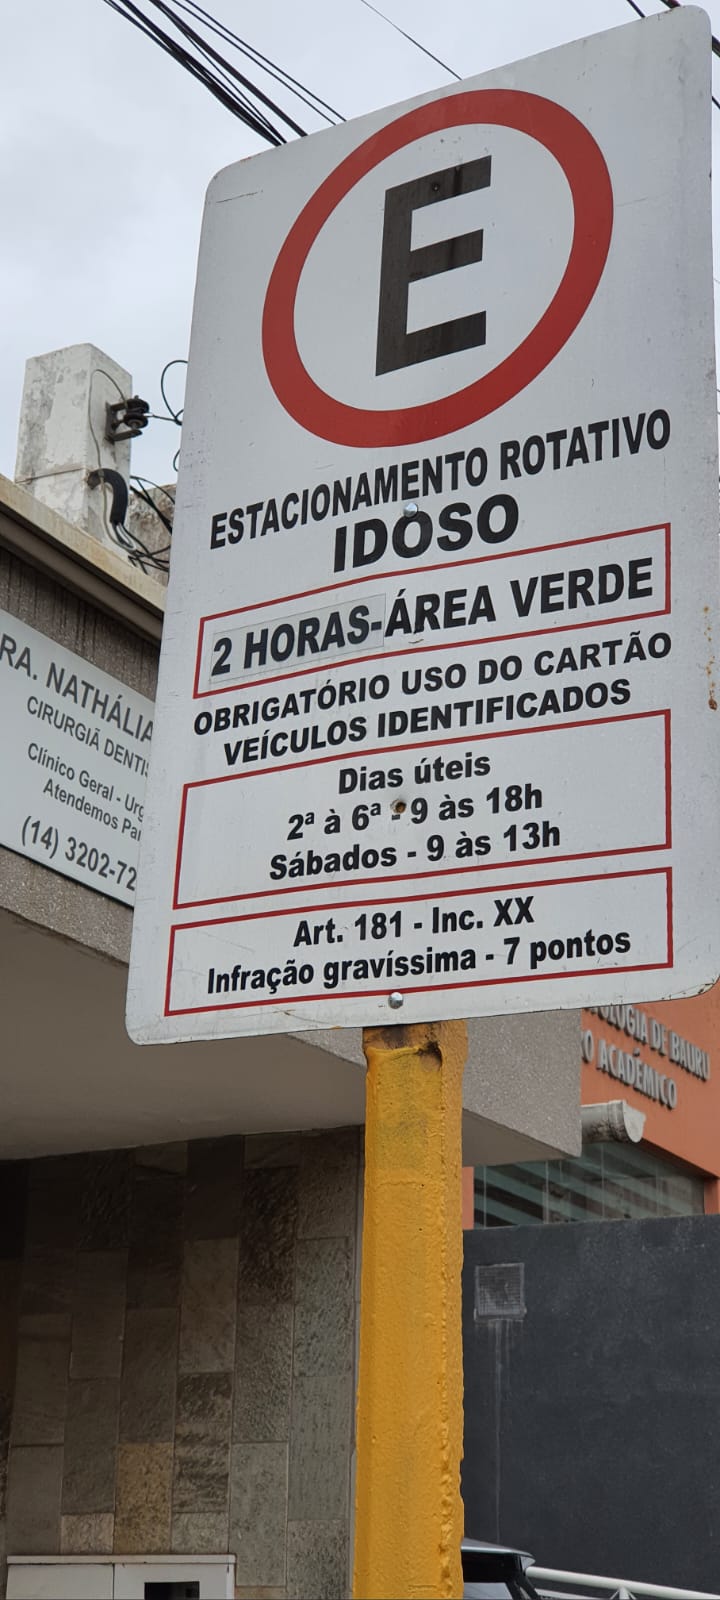 E
ESTACIONAMENTO ROTATIVO
IDOSO
2 HORAS-ÁREA VERDE
OBRIGATÓRIO USO DO CARTÃO
VEÍCULOS IDENTIFICADOS
Dias úteis
2ª à 6ª - 9 às 18h
Sábados - 9 às 13h
Art. 181 - Inc. XX
Infração gravíssima - 7 pontos
RA. NATHÁLIA
CIRURGIÃ DENTIS
Clínico Geral - Urg
Atendemos Pa
(14) 3202-72
OLOGIA DE BAURU
O ACADÊMICO